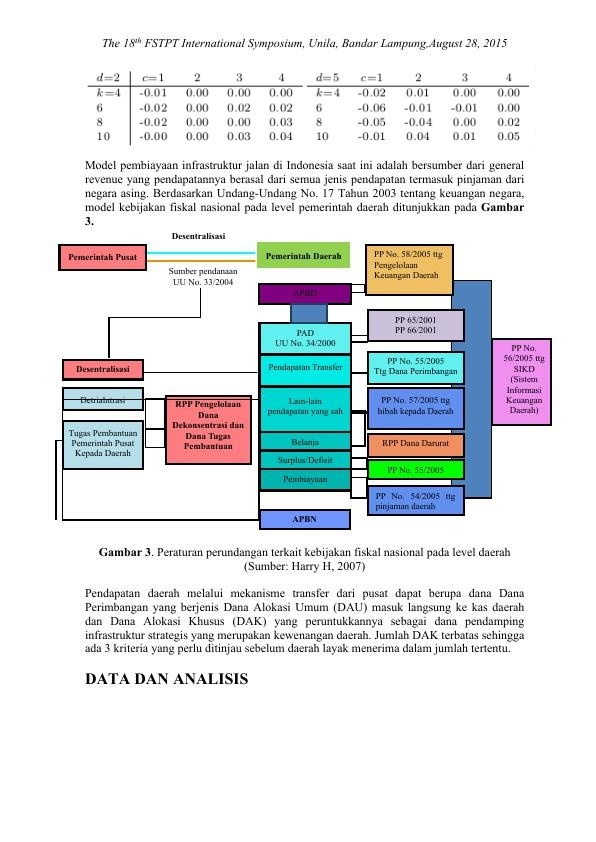 The 18th FSTPT International Symposium, Unila, Bandar Lampung,August 28, 2015
d=2 c=1 2 3 4 d=5 c=1 2 3 4
k=4 -0.01 0.00 0.00 0.00 k=4 -0.02 0.01 0.00 0.00
6 -0.02 0.00 0.02 0.02 6 -0.06 -0.01 -0.01 0.00
8 -0.02 0.00 0.00 0.03 8 -0.05 -0.04 0.00 0.02
10 -0.00 0.00 0.03 0.04 10 -0.01 0.04 0.01 0.05
Model pembiayaan infrastruktur jalan di Indonesia saat ini adalah bersumber dari general
revenue yang pendapatannya berasal dari semua jenis pendapatan termasuk pinjaman dari
negara asing. Berdasarkan Undang-Undang No. 17 Tahun 2003 tentang keuangan negara,
model kebijakan fiskal nasional pada level pemerintah daerah ditunjukkan pada Gambar
3.
Desentralisasi
Pemerintah Pusat
Pemerintah Daerah
Sumber pendanaan
UU No. 33/2004
PP No. 58/2005 ttg
Pengelolaan
Keuangan Daerah
APBD
PP 65/2001
PP 66/2001
PAD
UU No. 34/2000
PP No.
56/2005 ttg
SIKD
(Sistem
Informasi
Keuangan
Daerah)
Desentralisasi
Pendapatan Transfer
PP No. 55/2005
Ttg Dana Perimbangan
RPP Pengelolaan
Dana
Dekonsentrasi dan
Dana Tugas
Pembantuan
Lain-lain
pendapatan yang sah
PP No. 57/2005 ttg
hibah kepada Daerah
Tugas Pembantuan
Pemerintah Pusat
Kepada Daerah
Belanja
RPP Dana Darurat
Surplus/Defisit
PP No. 55/2005
Pembiayaan
PP No. 54/2005 ttg
pinjaman daerah
APBN
Gambar 3. Peraturan perundangan terkait kebijakan fiskal nasional pada level daerah
(Sumber: Harry H, 2007)
Pendapatan daerah melalui mekanisme transfer dari pusat dapat berupa dana Dana
Perimbangan yang berjenis Dana Alokasi Umum (DAU) masuk langsung ke kas daerah
dan Dana Alokasi Khusus (DAK) yang peruntukkannya sebagai dana pendamping
infrastruktur strategis yang merupakan kewenangan daerah. Jumlah DAK terbatas sehingga
ada 3 kriteria yang perlu ditinjau sebelum daerah layak menerima dalam jumlah tertentu.
DATA DAN ANALISIS